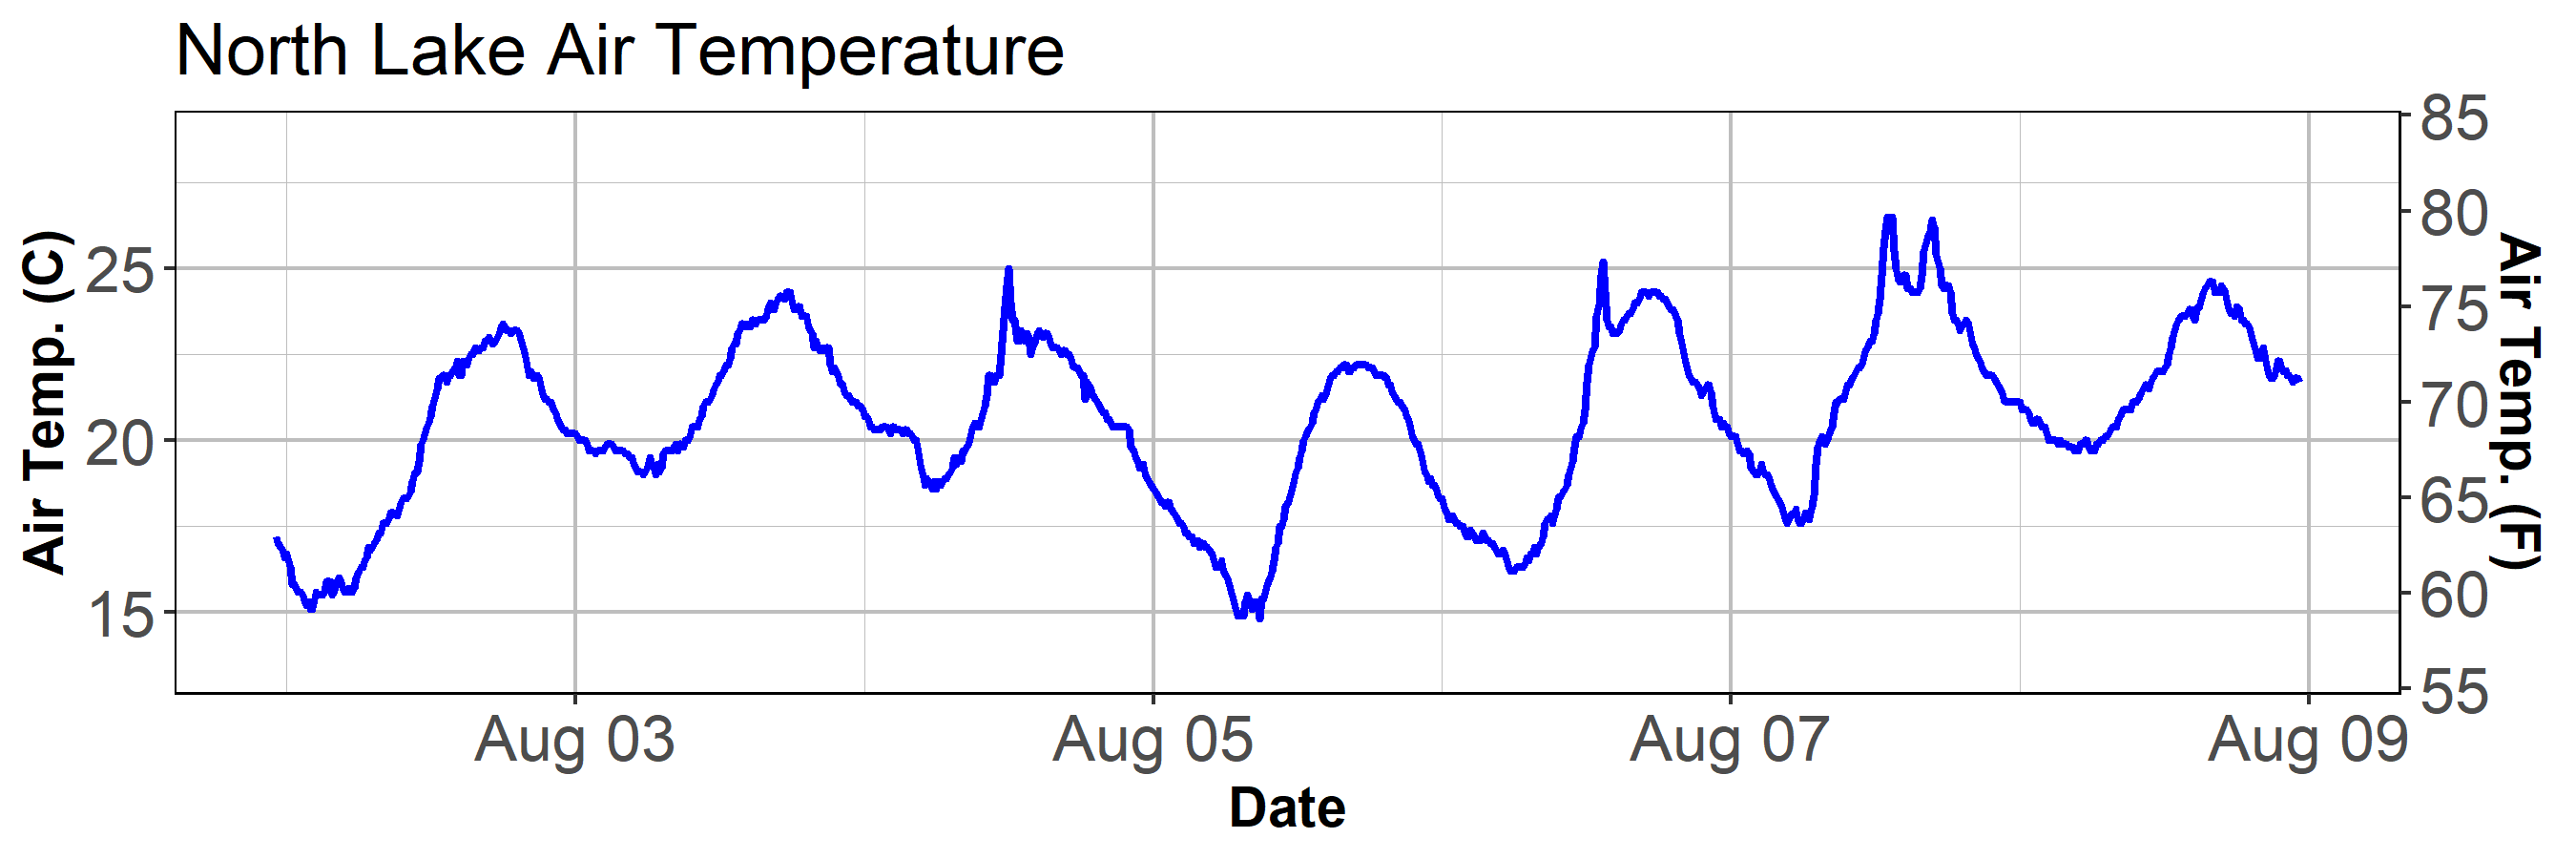 North Lake Air Temperature
Air Temp. (C)
25
20
15
85
80
75
70
65
60
55
Air Temp. (F)
Aug 03
Aug 05
Aug 07
Aug 09
Date